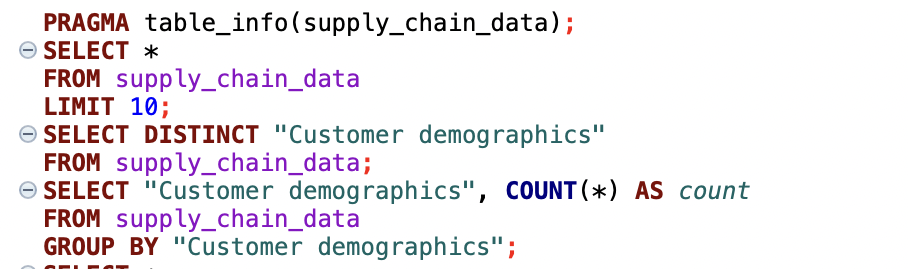 PRAGMA table_info(supply_chain_data);
SELECT *
FROM supply_chain_data
LIMIT 10;
SELECT DISTINCT "Customer demographics"
FROM supply_chain_data;
SELECT "Customer demographics", COUNT(*) AS count
FROM supply_chain_data
GROUP BY "Customer demographics";